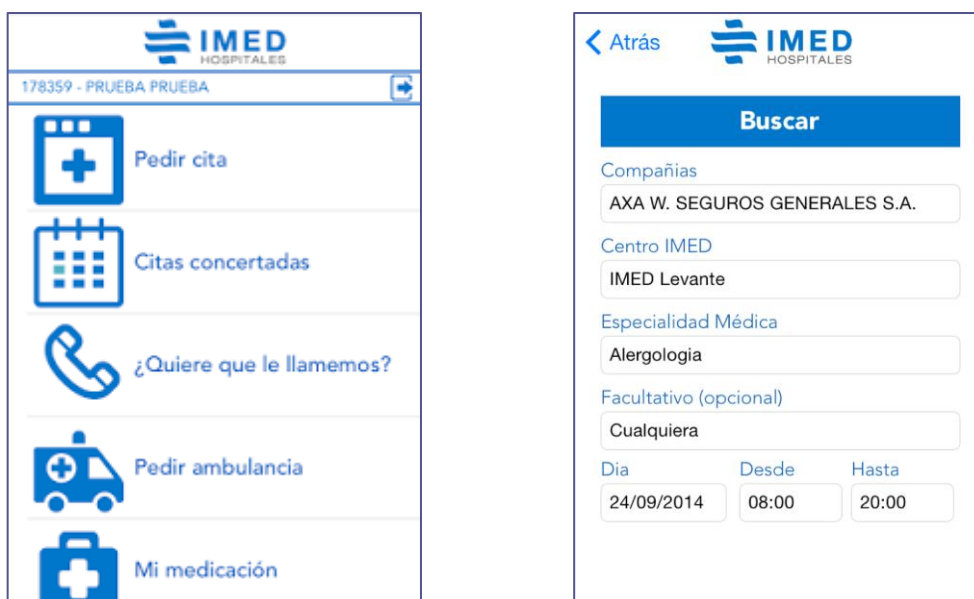 IMED
HOSPITALES
178359 - PRUEBA PRUEBA
Pedir cita
Citas concertadas
¿Quiere que le llamemos?
Pedir ambulancia
Mi medicación
Atrás
IMED
HOSPITALES
Buscar
Compañias
AXA W. SEGUROS GENERALES S.A.
Centro IMED
IMED Levante
Especialidad Médica
Alergologia
Facultativo (opcional)
Cualquiera
Dia Desde Hasta
24/09/2014 08:00 20:00